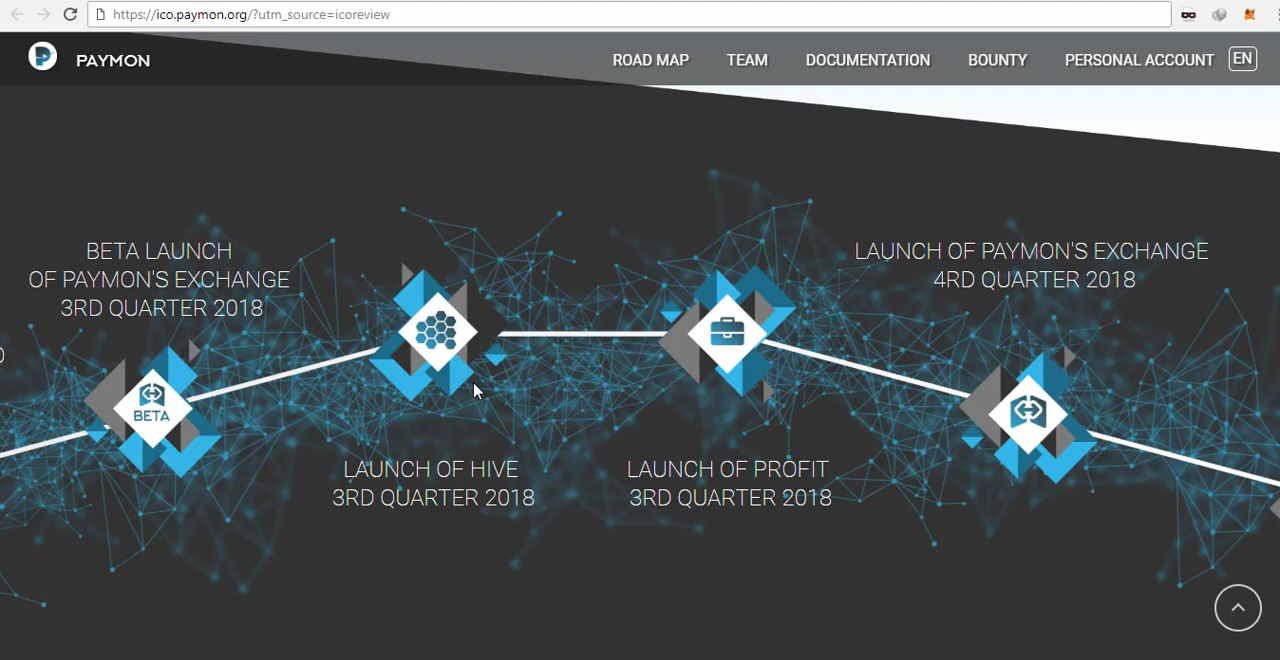 https://ico.paymon.org/?utm_source=icoreview
PAYMON
ROAD MAP
TEAM
DOCUMENTATION
BOUNTY
PERSONAL ACCOUNT
EN
BETA LAUNCH
OF PAYMON'S EXCHANGE
3RD QUARTER 2018
LAUNCH OF PAYMON'S EXCHANGE
4RD QUARTER 2018
BETA
LAUNCH OF HIVE
3RD QUARTER 2018
LAUNCH OF PROFIT
3RD QUARTER 2018